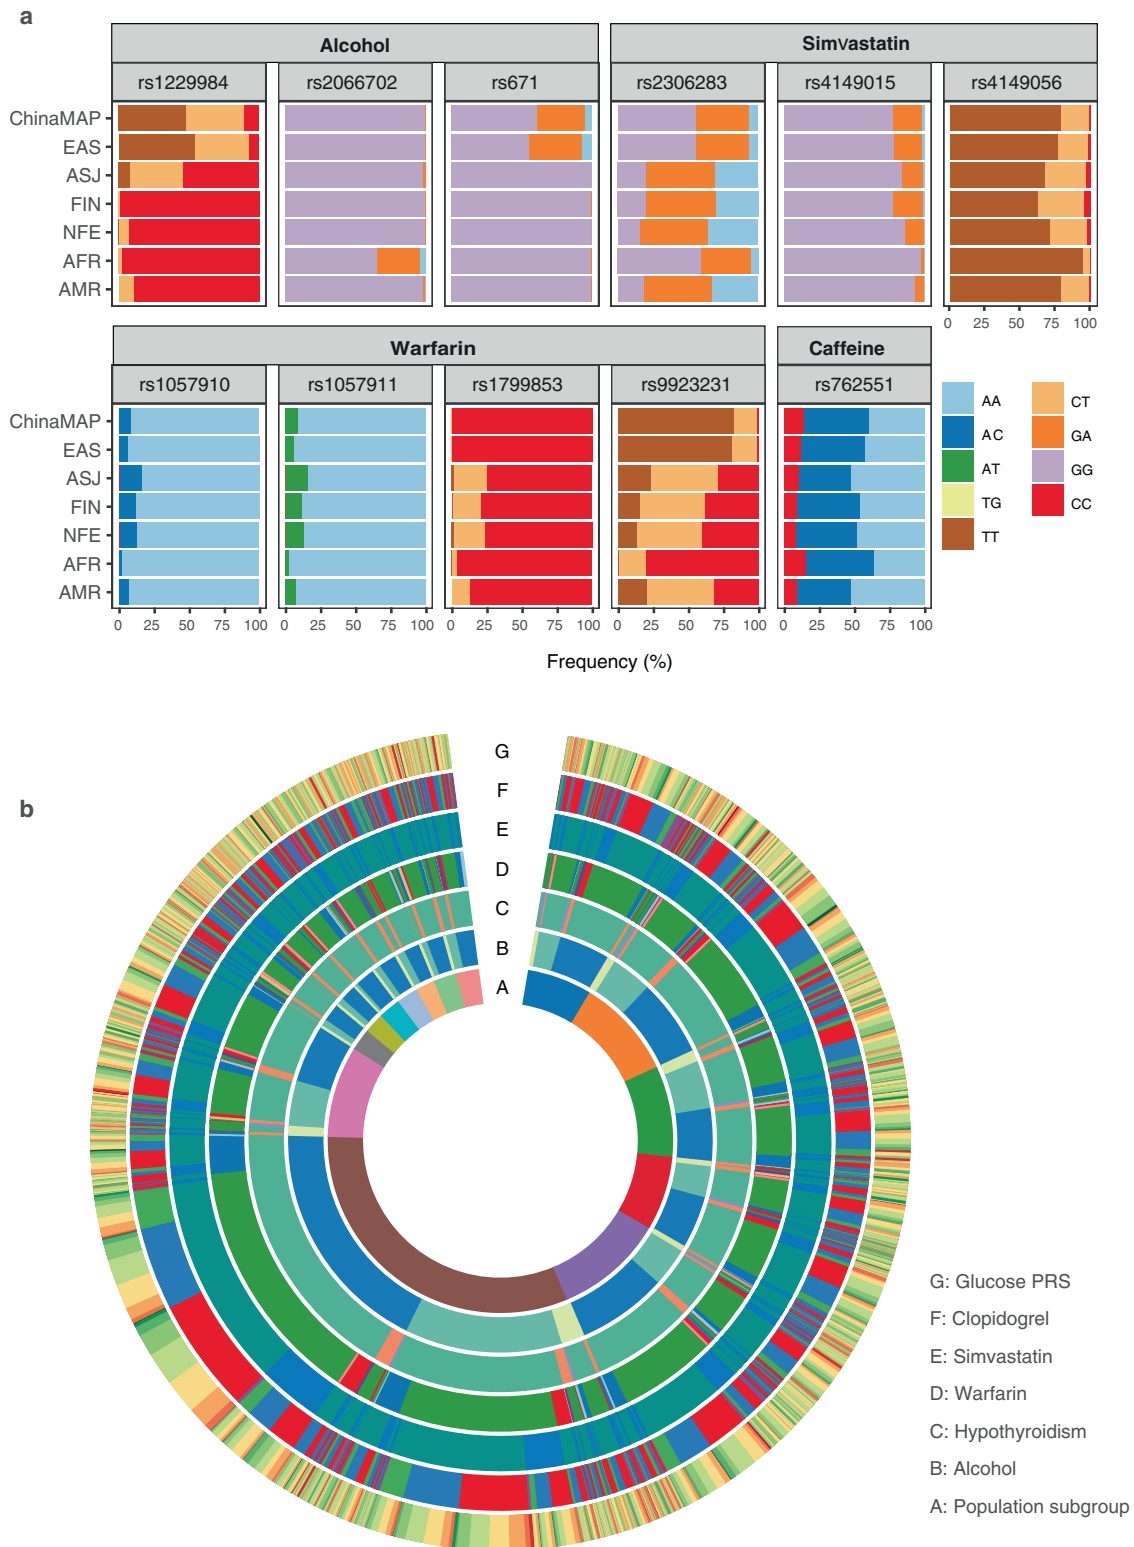 a
Alcohol
Simvastatin
rs1229984
rs2066702
rs671
rs2306283
rs4149015
rs4149056
ChinaMAP
EAS
ASJ
FIN
NFE
AFR
AMR
0 25 50 75 100
Warfarin
Caffeine
rs1057910
rs1057911
rs1799853
rs9923231
rs762551
ChinaMAP
EAS
ASJ
FIN
NFE
AFR
AMR
0 25 50 75 100
0 25 50 75 100
0 25 50 75 100
0 25 50 75 100
0 25 50 75 100
Frequency (%)
AA
AC
AT
TG
TT
CT
GA
GG
CC
b
G
F
E
D
C
B
A
G: Glucose PRS
F: Clopidogrel
E: Simvastatin
D: Warfarin
C: Hypothyroidism
B: Alcohol
A: Population subgroup